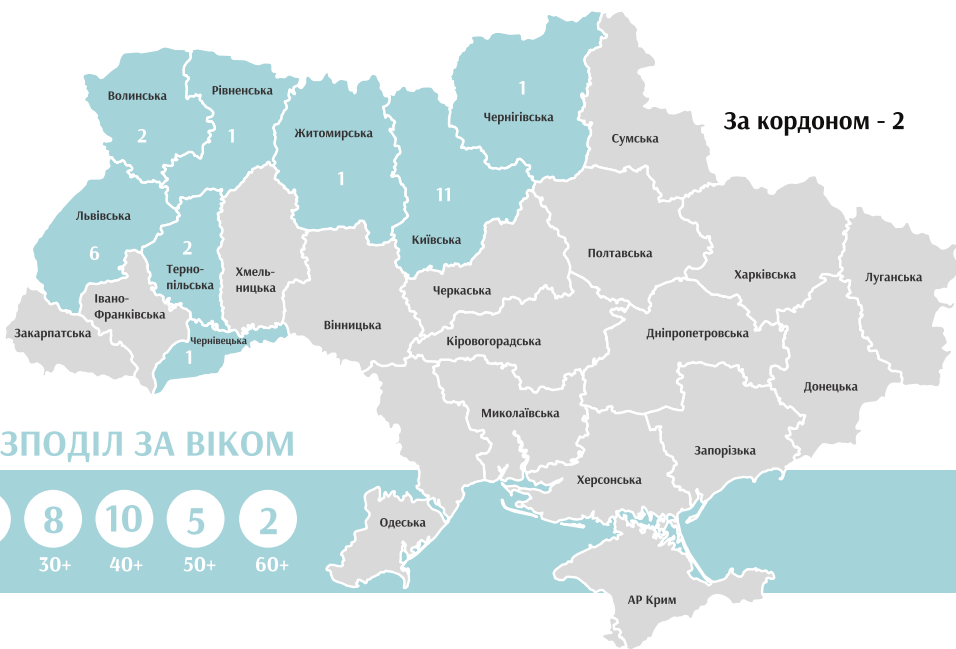 Волинська
2
Рівненська
1
Житомирська
1
1
Чернігівська
Сумська
За кордоном - 2
11
Київська
Львівська
6
2
Терно-
пільська
Хмель-
ницька
Івано-
Франківська
Закарпатська
Чернівецька
1
Вінницька
Черкаська
Кіровогradська
Полтавська
Харківська
Луганська
Дніпропетровська
Донецька
Миколаївська
Запорізька
Херсонська
Одеська
АР Крим
ЗПОДІЛ ЗА ВІКОМ
8 10 5 2
30+ 40+ 50+ 60+